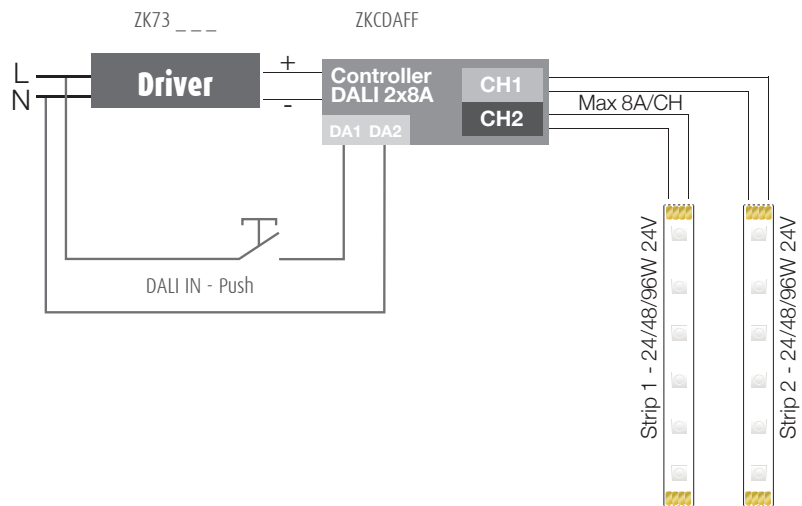 ZK73 _ _ _
ZKCDAFF
L
N
Driver
+
-
Controller
DALI 2x8A
CH1
CH2
DA1 DA2
Max 8A/CH
DALI IN - Push
Strip 1 - 24/48/96W 24V
Strip 2 - 24/48/96W 24V